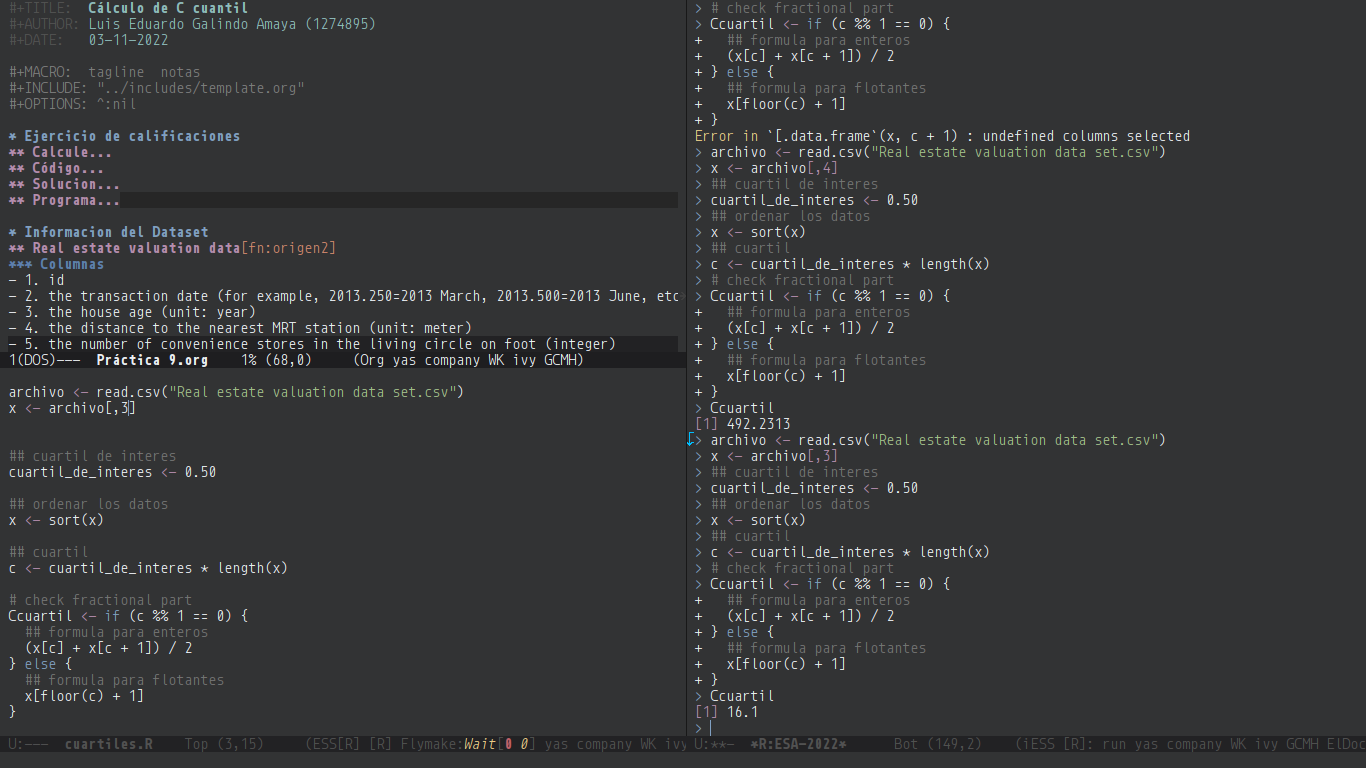 #+TITLE:  Cálculo de C cuantil
#+AUTHOR: Luis Eduardo Galindo Amaya (1274895)
#+DATE:   03-11-2022
#+MACRO:  tagline  notas
#+INCLUDE: "../includes/template.org"
#+OPTIONS: ^:nil
* Ejercicio de calificaciones
** Calcule...
** Código...
** Solucion...
** Programa...
* Informacion del Dataset
** Real estate valuation data[fn:origen2]
*** Columnas
- 1. id
- 2. the transaction date (for example, 2013.250=2013 March, 2013.500=2013 June, etc
- 3. the house age (unit: year)
- 4. the distance to the nearest MRT station (unit: meter)
- 5. the number of convenience stores in the living circle on foot (integer)
1(DOS)---  Práctica 9.org    1% (68,0)     (Org yas company WK ivy GCMH)
archivo <- read.csv("Real estate valuation data set.csv")
x <- archivo[,3]
## cuartil de interes
cuartil_de_interes <- 0.50
## ordenar los datos
x <- sort(x)
## cuartil
c <- cuartil_de_interes * length(x)
# check fractional part
Ccuartil <- if (c %% 1 == 0) {
  ## formula para enteros
  (x[c] + x[c + 1]) / 2
} else {
  ## formula para flotantes
  x[floor(c) + 1]
}
U:---  cuartiles.R    Top (3,15)     (ESS[R] [R] Flymake:Wait[0 0] yas company WK ivy
> # check fractional part
> Ccuartil <- if (c %% 1 == 0) {
+   ## formula para enteros
+   (x[c] + x[c + 1]) / 2
+ } else {
+   ## formula para flotantes
+   x[floor(c) + 1]
+ }
Error in `[.data.frame`(x, c + 1) : undefined columns selected
> archivo <- read.csv("Real estate valuation data set.csv")
> x <- archivo[,4]
> ## cuartil de interes
> cuartil_de_interes <- 0.50
> ## ordenar los datos
> x <- sort(x)
> ## cuartil
> c <- cuartil_de_interes * length(x)
> # check fractional part
> Ccuartil <- if (c %% 1 == 0) {
+   ## formula para enteros
+   (x[c] + x[c + 1]) / 2
+ } else {
+   ## formula para flotantes
+   x[floor(c) + 1]
+ }
> Ccuartil
[1] 492.2313
> archivo <- read.csv("Real estate valuation data set.csv")
> x <- archivo[,3]
> ## cuartil de interes
> cuartil_de_interes <- 0.50
> ## ordenar los datos
> x <- sort(x)
> ## cuartil
> c <- cuartil_de_interes * length(x)
> # check fractional part
> Ccuartil <- if (c %% 1 == 0) {
+   ## formula para enteros
+   (x[c] + x[c + 1]) / 2
+ } else {
+   ## formula para flotantes
+   x[floor(c) + 1]
+ }
> Ccuartil
[1] 16.1
>
U:**-  *R:ESA-2022*      Bot (149,2)    (iESS [R]: run yas company WK ivy GCMH ElDoc